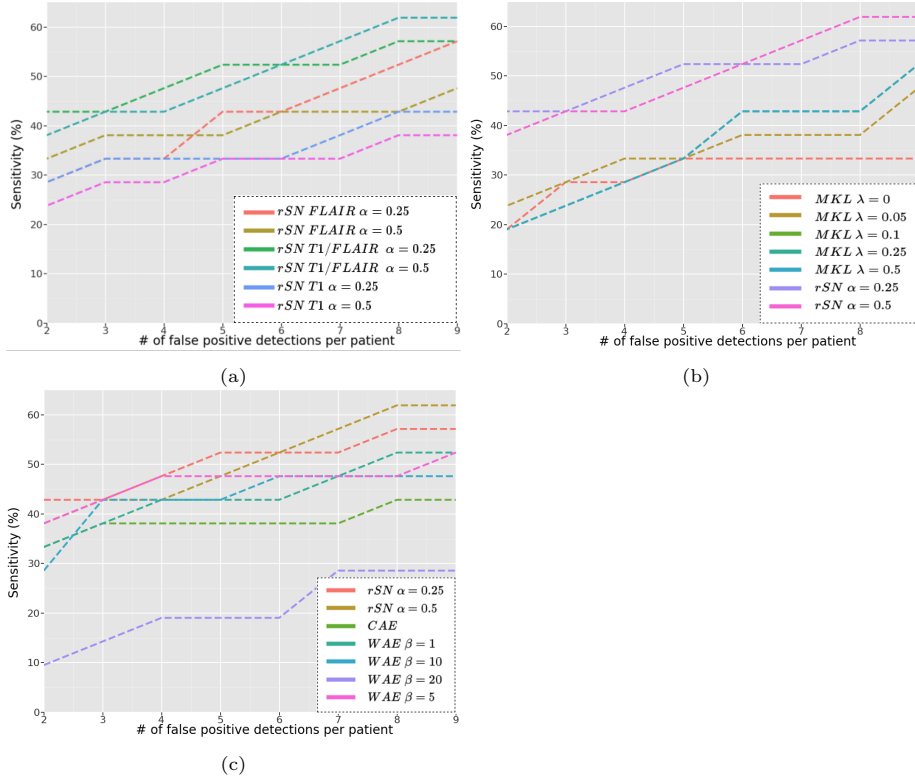 60
50
40
30
20
10
0
Sensitivity (%)
rSN FLAIR α = 0.25
rSN FLAIR α = 0.5
rSN T1/FLAIR α = 0.25
rSN T1/FLAIR α = 0.5
rSN T1 α = 0.25
rSN T1 α = 0.5
2 3 4 5 6 7 8 9
# of false positive detections per patient
(a)
60
50
40
30
20
10
0
Sensitivity (%)
MKL λ = 0
MKL λ = 0.05
MKL λ = 0.1
MKL λ = 0.25
MKL λ = 0.5
rSN α = 0.25
rSN α = 0.5
2 3 4 5 6 7 8
# of false positive detections per patient
(b)
60
50
40
30
20
10
0
Sensitivity (%)
rSN α = 0.25
rSN α = 0.5
CAE
WAE β = 1
WAE β = 10
WAE β = 20
WAE β = 5
2 3 4 5 6 7 8 9
# of false positive detections per patient
(c)